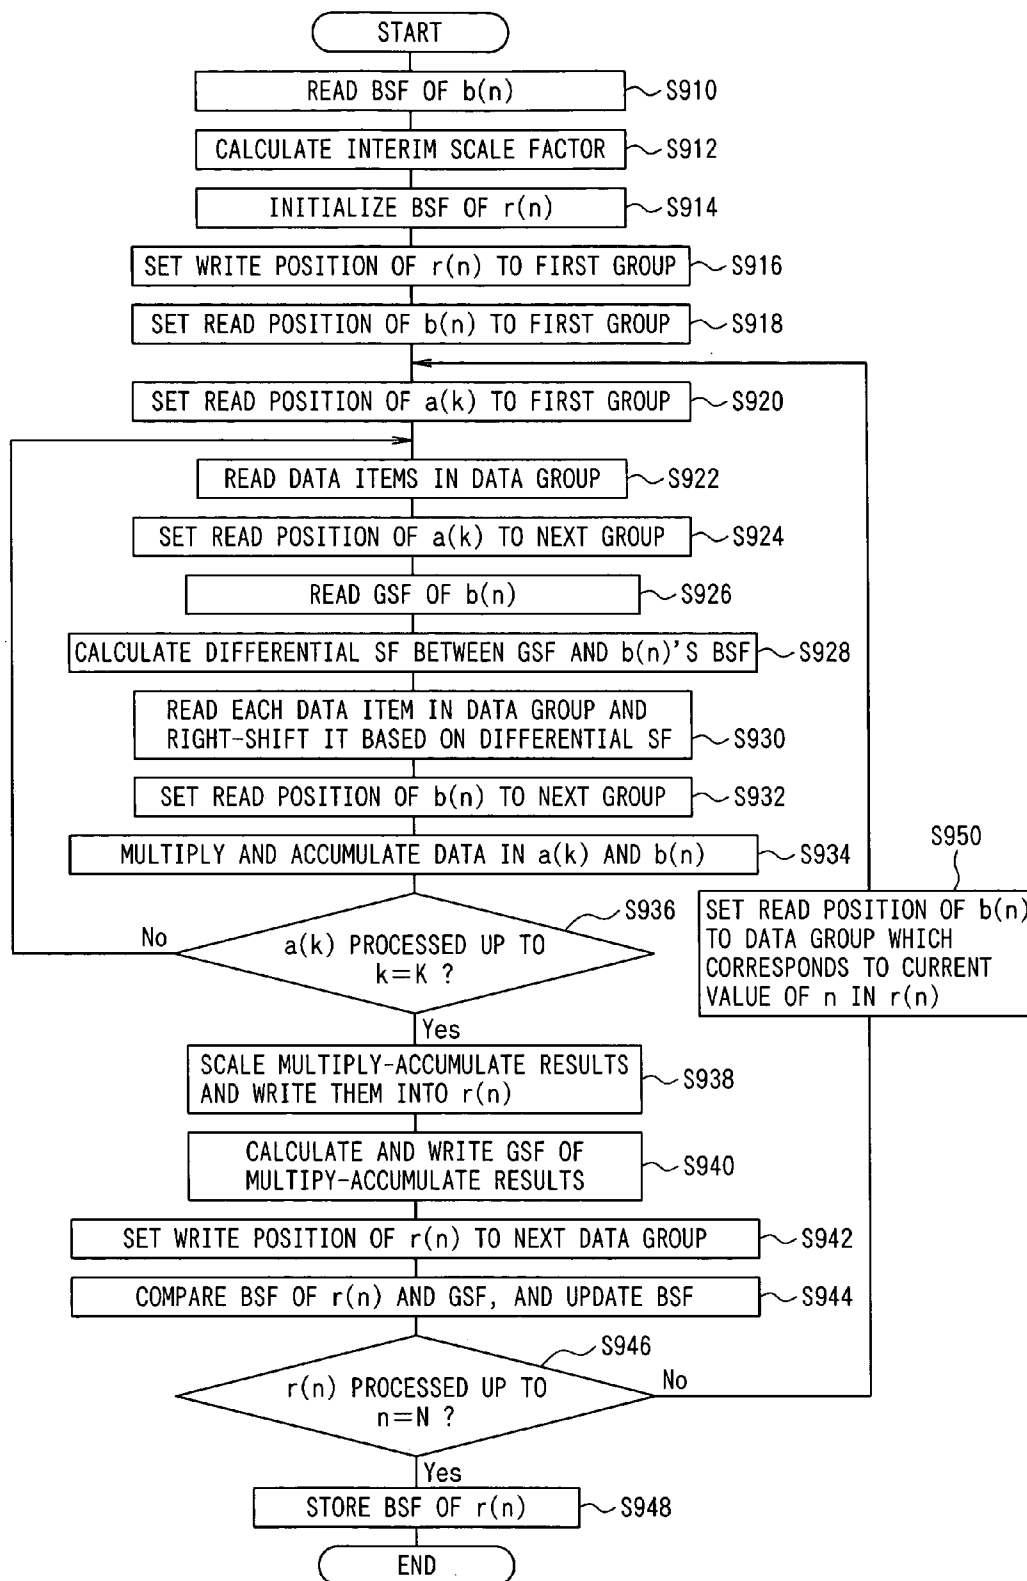 START
READ BSF OF b(n)
S910
CALCULATE INTERIM SCALE FACTOR
S912
INITIALIZE BSF OF r(n)
S914
SET WRITE POSITION OF r(n) TO FIRST GROUP
S916
SET READ POSITION OF b(n) TO FIRST GROUP
S918
SET READ POSITION OF a(k) TO FIRST GROUP
S920
READ DATA ITEMS IN DATA GROUP
S922
SET READ POSITION OF a(k) TO NEXT GROUP
S924
READ GSF OF b(n)
S926
CALCULATE DIFFERENTIAL SF BETWEEN GSF AND b(n)'S BSF
S928
READ EACH DATA ITEM IN DATA GROUP AND
RIGHT-SHIFT IT BASED ON DIFFERENTIAL SF
S930
SET READ POSITION OF b(n) TO NEXT GROUP
S932
MULTIPLY AND ACCUMULATE DATA IN a(k) AND b(n)
S934
S936
a(k) PROCESSED UP TO
k=K ?
No
Yes
S950
SET READ POSITION OF b(n)
TO DATA GROUP WHICH
CORRESPONDS TO CURRENT
VALUE OF n IN r(n)
SCALE MULTIPLY-ACCUMULATE RESULTS
AND WRITE THEM INTO r(n)
S938
CALCULATE AND WRITE GSF OF
MULTIPY-ACCUMULATE RESULTS
S940
SET WRITE POSITION OF r(n) TO NEXT DATA GROUP
S942
COMPARE BSF OF r(n) AND GSF, AND UPDATE BSF
S944
S946
r(n) PROCESSED UP TO
n=N ?
No
Yes
STORE BSF OF r(n)
S948
END